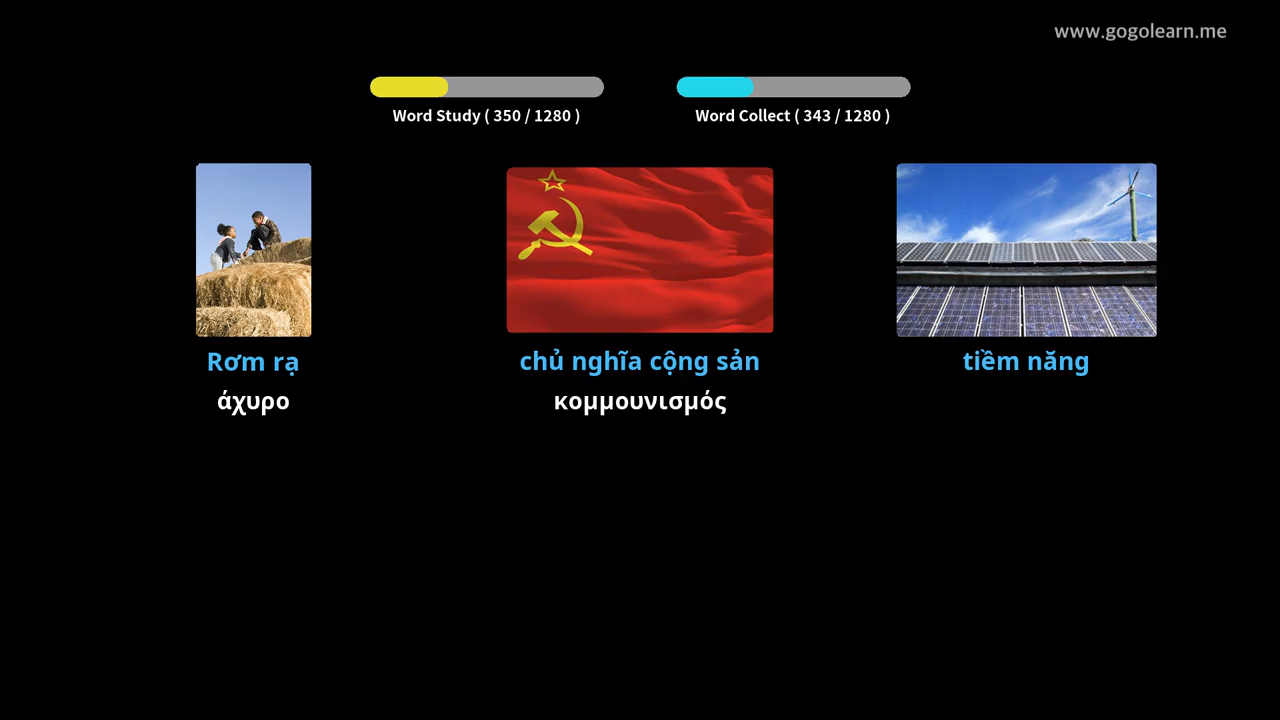 www.gogolearn.me
Word Study ( 350 / 1280 )
Word Collect ( 343 / 1280 )
Rơm rạ
άχυρο
chủ nghĩa cộng sản
κομμουνισμός
tiềm năng